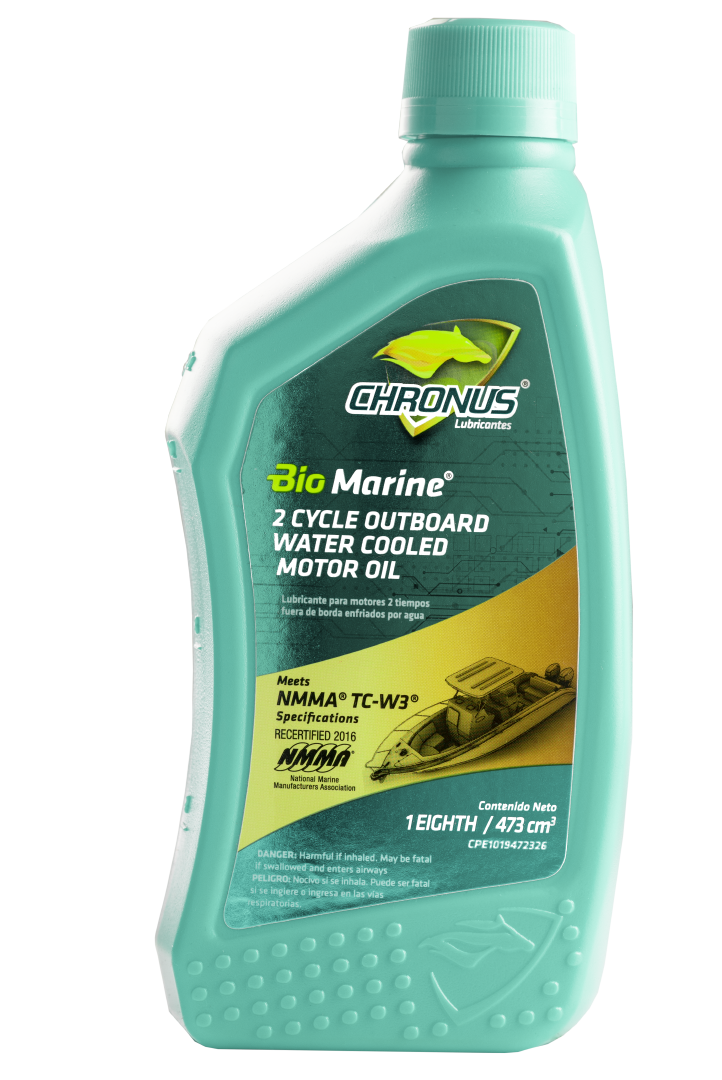 CHRONUS®
Lubricantes
Bio Marine®
2 CYCLE OUTBOARD
WATER COOLED
MOTOR OIL
Lubricante para motores 2 tiempos
fuera de borda enfriados por agua
Meets
NMMA® TC-W3®
Specifications
RECERTIFIED 2016
NMMA®
National Marine
Manufacturers Association
Contenido Neto
1 EIGHTH / 473 cm³
CPE1019472326
DANGER: Harmful if inhaled. May be fatal
if swallowed and enters airways
PELIGRO: Nocivo si se inhala. Puede ser fatal
si se ingiere o ingresa en las vías
respiratorias.